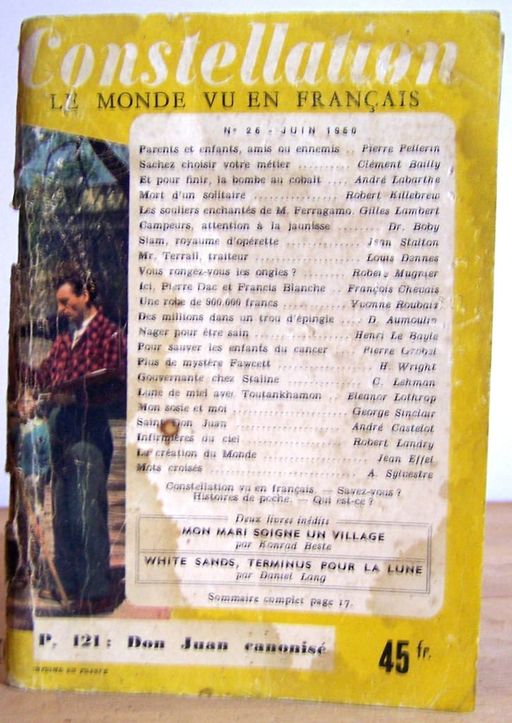 Constellation
LE MONDE VU EN FRANÇAIS
Nº 26 - JUIN 1950
Parents et enfants, amis ou ennemis .. Pierre Pellerin
Sachez choisir votre métier .......... Clément Bailly
Et pour finir, la bombe au cobalt .... André Labarthe
Mort d'un solitaire ................ Robert Killebrew
Les souliers enchantés de M. Ferragamo. Gilles Lambert
Campeurs, attention à la jaunisse ..... Dr. Boby
Siam, royaume d'opérette ............. Jean Stalton
Mr. Terrail, traiteur ................ Louis Dannes
Vous rongez-vous les ongles ? ........ Robert Mugnier
Ici, Pierre Dac et Francis Blanche .. François Chevais
Une robe de 900.000 francs ......... Yvonne Roubaix
Des millions dans un trou d'épingle .... D. Aumoulin
Nager pour être sain .............. Henri Le Bayle
Pour sauver les enfants du cancer Pierre
Plus de mystère Fawcett ............. H. Wright
Gouvernante chez Staline ............ C. Lehman
Lune de miel avec Toutankhamon . Eleanor Lothrop
Mon sosie et moi ................. George Sinclair
Saint Don Juan ................. André Castelot
Infirmières du ciel ............... Robert Landry
La création du Monde ............... Jean Effel
Mots croisés ..................... A. Sylvestre
Constellation vu en français. — Savez-vous ?
Histoires de poche. — Qui est-ce ?
Deux livres inédits
MON MARI SOIGNE UN VILLAGE
par Konrad Beste
WHITE SANDS, TERMINUS POUR LA LUNE
par Daniel Lang
Sommaire complet page 17.
P. 121 : Don Juan canonisé
45 fr.
IMPRIMÉ EN FRANCE